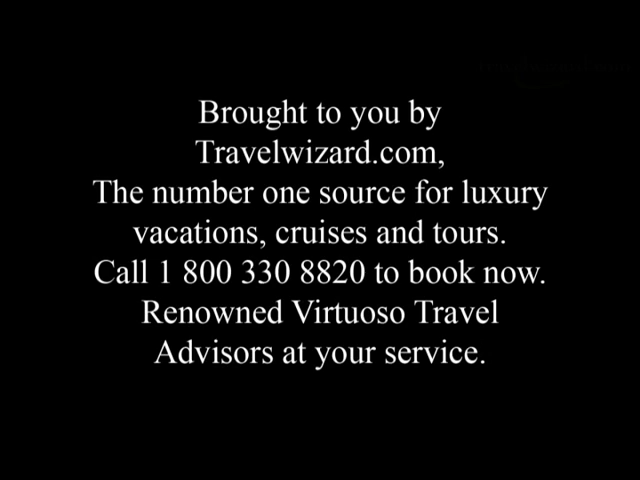 Brought to you by
Travelwizard.com,
The number one source for luxury
vacations, cruises and tours.
Call 1 800 330 8820 to book now.
Renowned Virtuoso Travel
Advisors at your service.